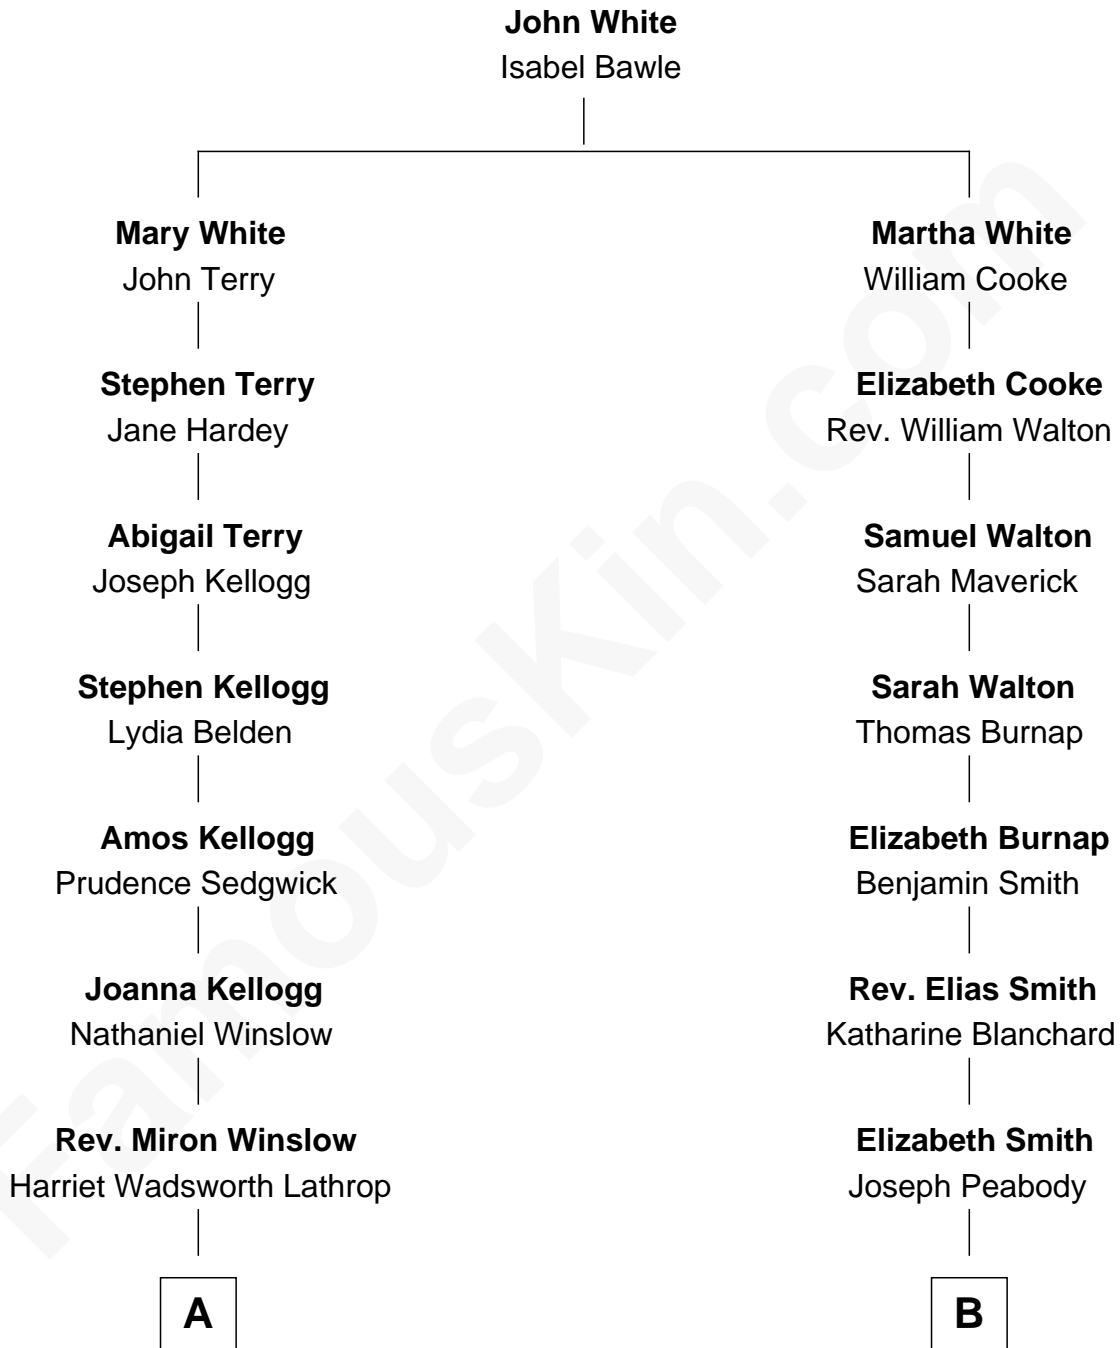 John White
Isabel Bawle
Mary White
John Terry
Martha White
William Cooke
Stephen Terry
Jane Hardey
Elizabeth Cooke
Rev. William Walton
Abigail Terry
Joseph Kellogg
Samuel Walton
Sarah Maverick
Stephen Kellogg
Lydia Belden
Sarah Walton
Thomas Burnap
Amos Kellogg
Prudence Sedgwick
Elizabeth Burnap
Benjamin Smith
Joanna Kellogg
Nathaniel Winslow
Rev. Elias Smith
Katharine Blanchard
Rev. Miron Winslow
Harriet Wadsworth Lathrop
Elizabeth Smith
Joseph Peabody
A
B
FamousKin.com